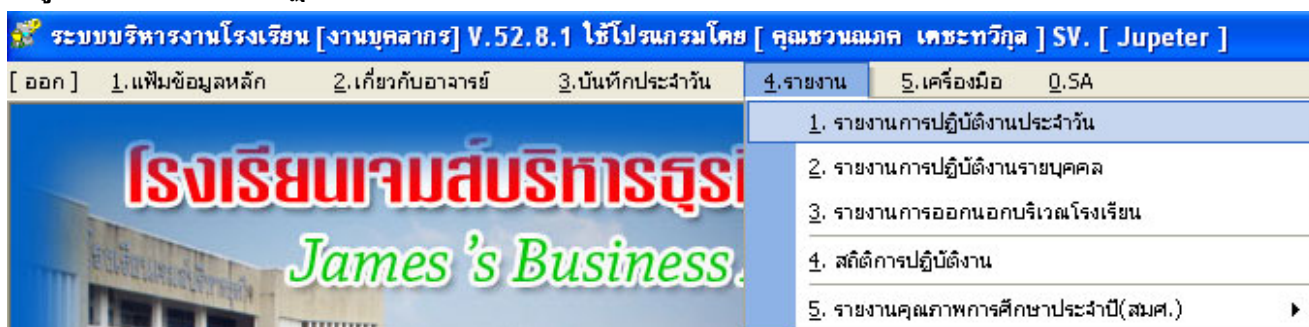 ระบบบริหารงานโรงเรียน [งานบุคลากร] V.52.8.1 ใช้โปรแกรมโดย [ คุณชวนณภค เตชะทวีกุล ] SV. [ Jupeter ]
[ ออก ] 1.แฟ้มข้อมูลหลัก 2.เกี่ยวกับอาจารย์ 3.บันทึกประจำวัน 4.รายงาน 5.เครื่องมือ 0.SA
1. รายงานการปฏิบัติงานประจำวัน
2. รายงานการปฏิบัติงานรายบุคคล
3. รายงานการออกนอกบริเวณโรงเรียน
4. สถิติการปฏิบัติงาน
5. รายงานคุณภาพการศึกษาประจำปี(สมศ.)
โรงเรียนเจมส์บริหารธุร
James 's Business